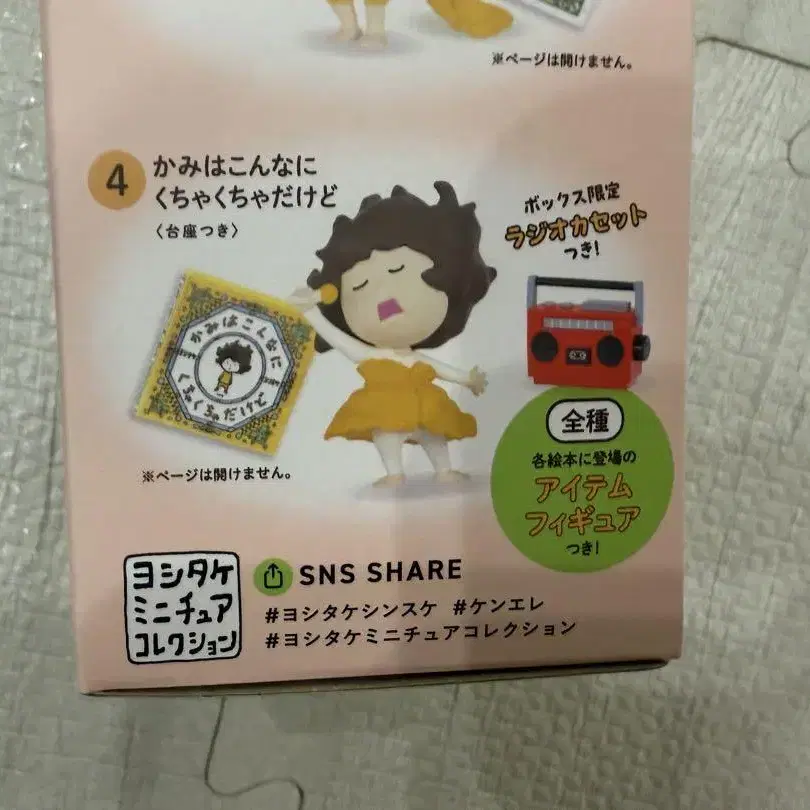 ※ページは開けません。
4
かみはこんなに
くちゃくちゃだけど
〈台座つき〉
ボックス限定
ラジオカセット
つき!
かみはこんなに
くちゃくちゃだけど
※ページは開けません。
全種
各絵本に登場の
アイテム
フィギュア
つき!
ヨシタケ
ミニチュア
コレクション
SNS SHARE
#ヨシタケシンスケ #ケンエレ
#ヨシタケミニチュアコレクション